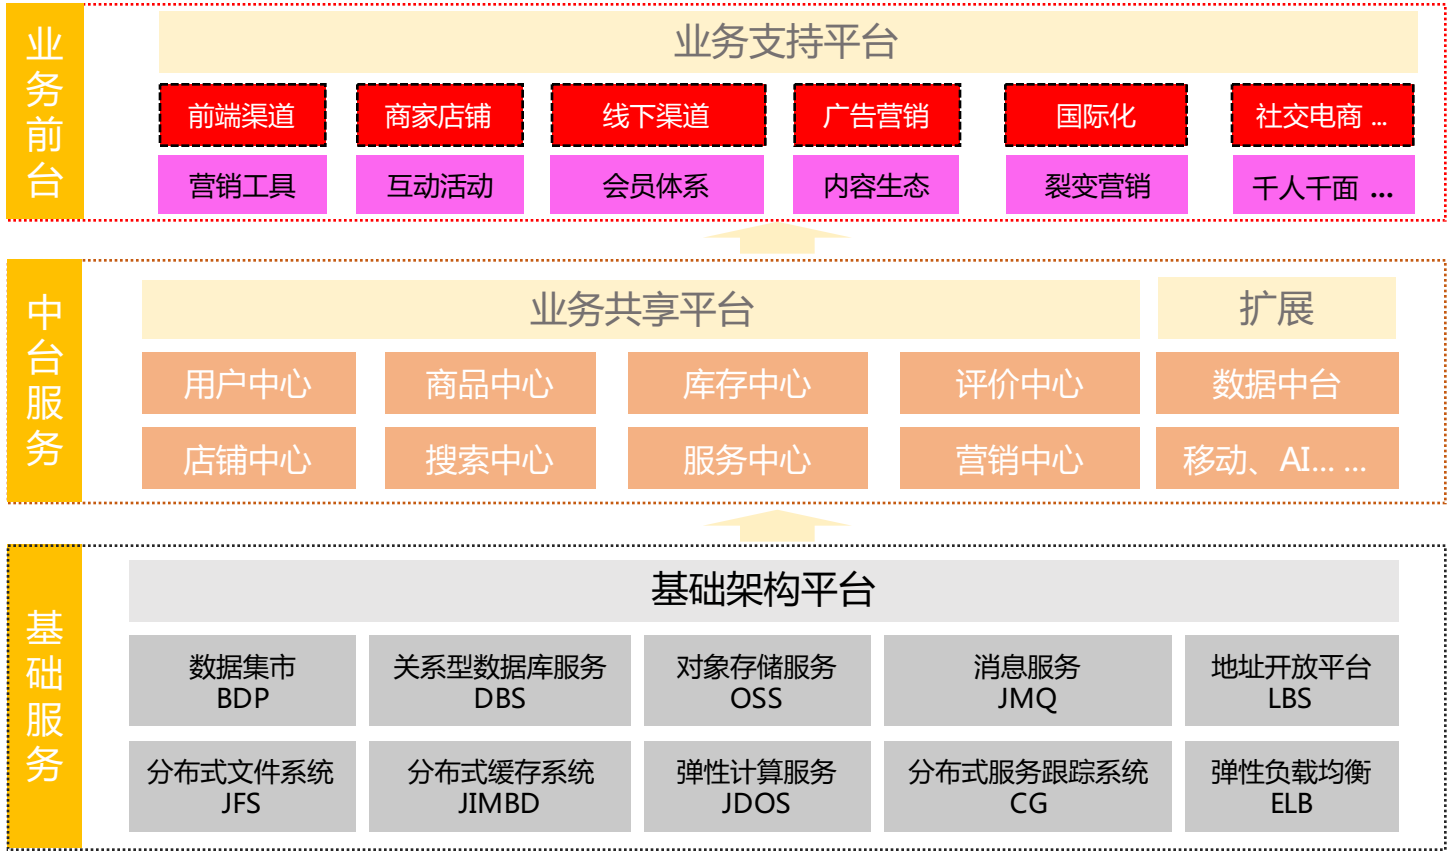 业务前台
业务支持平台
前端渠道
商家店铺
线下渠道
广告营销
国际化
社交电商 ...
营销工具
互动活动
会员体系
内容生态
裂变营销
千人千面 ...
中台服务
业务共享平台
扩展
用户中心
商品中心
库存中心
评价中心
数据中台
店铺中心
搜索中心
服务中心
营销中心
移动、AI... ...
基础服务
基础架构平台
数据集市
BDP
关系型数据库服务
DBS
对象存储服务
OSS
消息服务
JMQ
地址开放平台
LBS
分布式文件系统
JFS
分布式缓存系统
JIMBD
弹性计算服务
JDOS
分布式服务跟踪系统
CG
弹性负载均衡
ELB